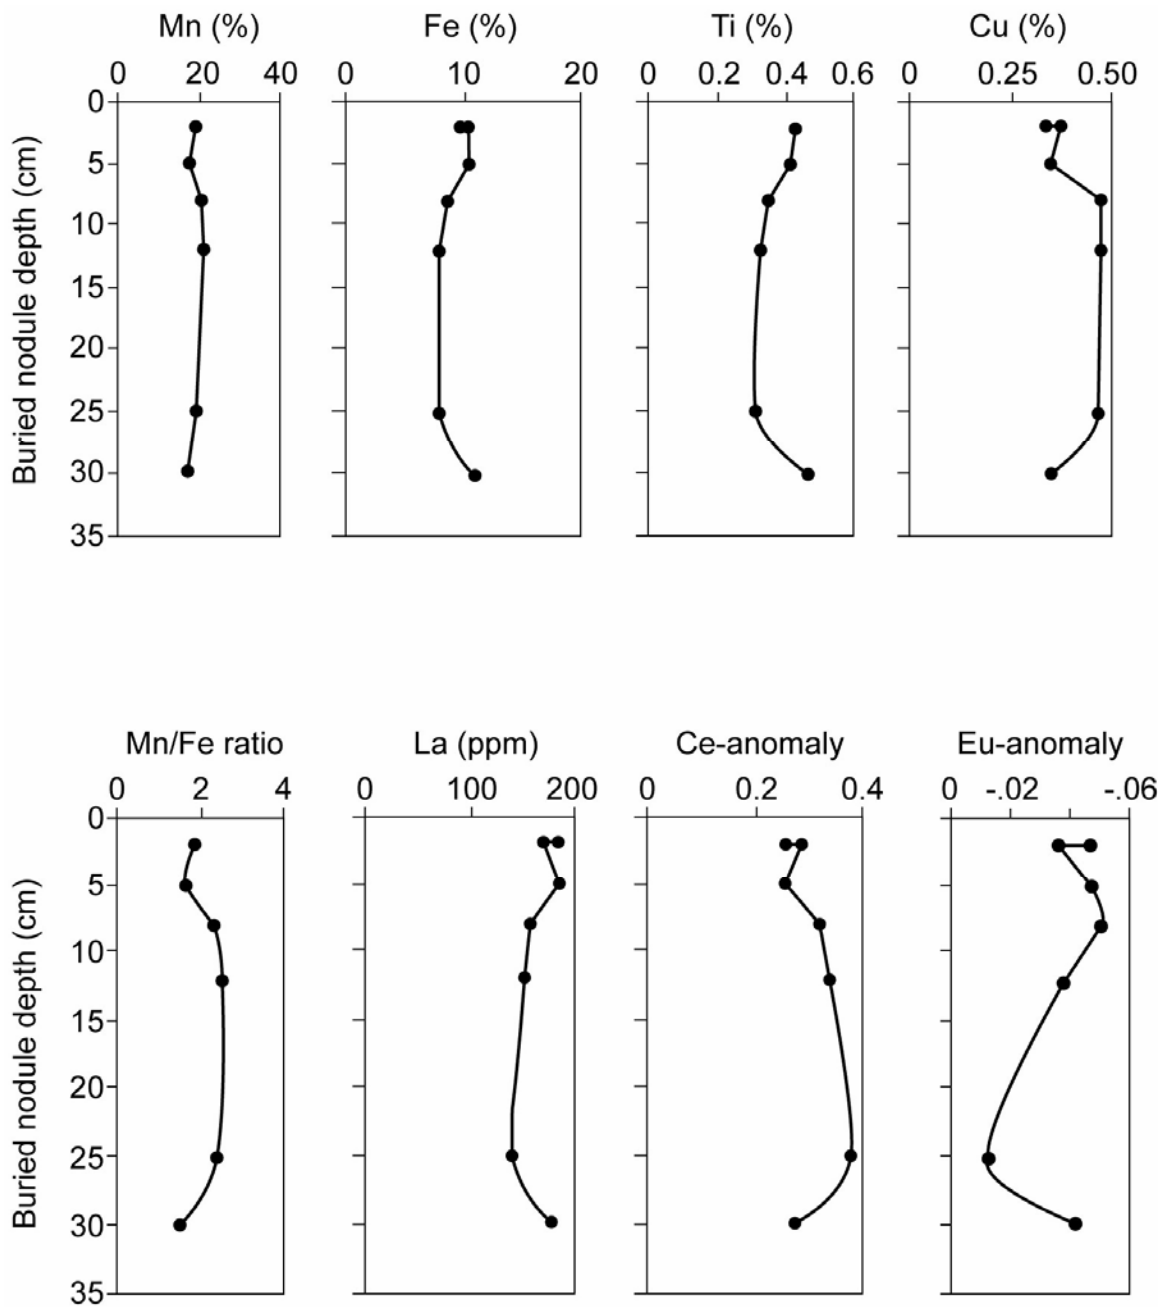 Mn (%) Fe (%) Ti (%) Cu (%)
0 20 40 0 10 20 0 0.2 0.4 0.6 0 0.25 0.50
0
5
10
15
20
25
30
35
Buried nodule depth (cm)
Mn/Fe ratio La (ppm) Ce-anomaly Eu-anomaly
0 2 4 0 100 200 0 0.2 0.4 0 -.02 -.06
0
5
10
15
20
25
30
35
Buried nodule depth (cm)